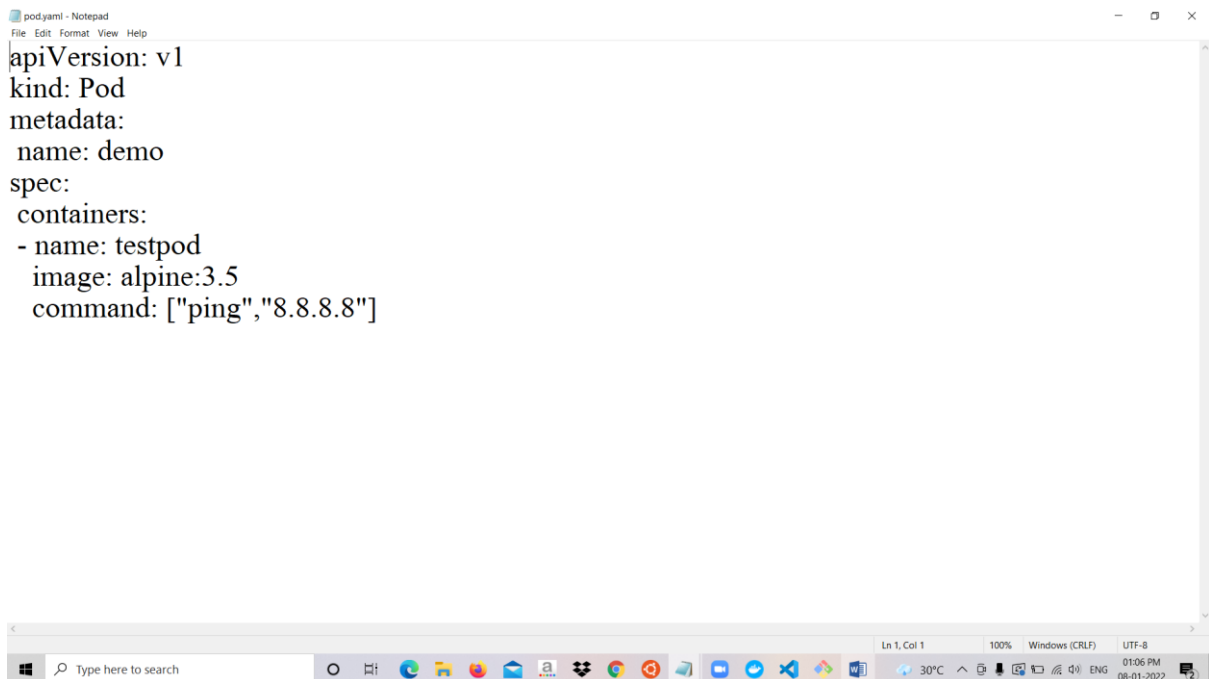 pod.yaml - Notepad
File Edit Format View Help
apiVersion: v1
kind: Pod
metadata:
 name: demo
spec:
 containers:
 - name: testpod
   image: alpine:3.5
   command: ["ping","8.8.8.8"]
Ln 1, Col 1 100% Windows (CRLF) UTF-8
Type here to search a 30°C ENG 01:06 PM
08-01-2022 2